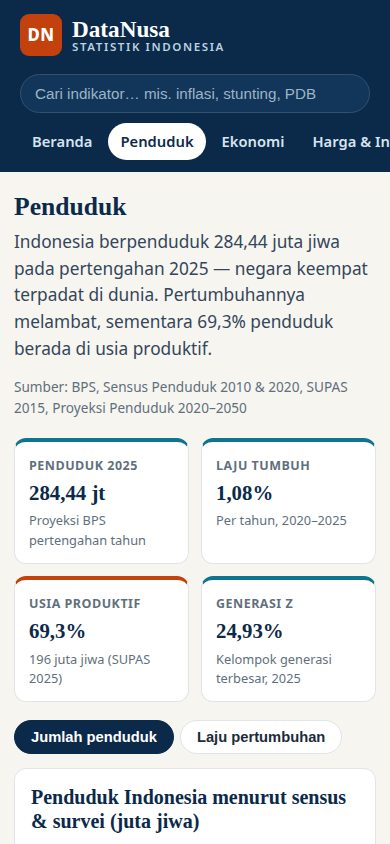 DN
DataNusa
STATISTIK INDONESIA
Cari indikator… mis. inflasi, stunting, PDB
Beranda Penduduk Ekonomi Harga & In
Penduduk
Indonesia berpenduduk 284,44 juta jiwa
pada pertengahan 2025 — negara keempat
terpadat di dunia. Pertumbuhannya
melambat, sementara 69,3% penduduk
berada di usia produktif.
Sumber: BPS, Sensus Penduduk 2010 & 2020, SUPAS
2015, Proyeksi Penduduk 2020–2050
PENDUDUK 2025
284,44 jt
Proyeksi BPS
pertengahan tahun
LAJU TUMBUH
1,08%
Per tahun, 2020–2025
USIA PRODUKTIF
69,3%
196 juta jiwa (SUPAS
2025)
GENERASI Z
24,93%
Kelompok generasi
terbesar, 2025
Jumlah penduduk Laju pertumbuhan
Penduduk Indonesia menurut sensus
& survei (juta jiwa)